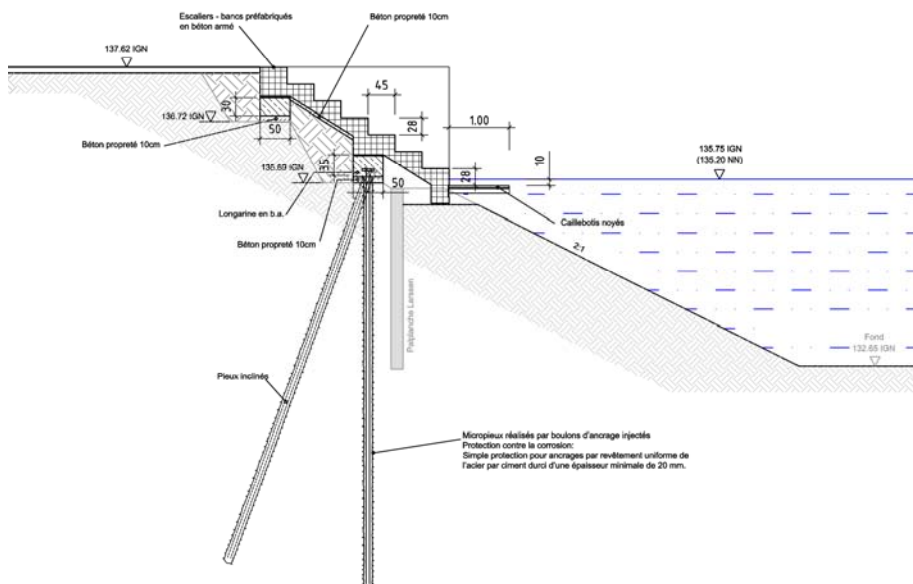 Escaliers - bancs préfabriqués
en béton armé
Béton propreté 10cm
137.62 IGN
45
1.00
30
136.72 IGN
28
50
Béton propreté 10cm
135.75 IGN
(135.20 NN)
10
35
135.69 IGN
28
50
Longarine en b.a.
Caillebotis noyés
Béton propreté 10cm
2:1
Palplanche Larssen
Fond
132.65 IGN
Pieux inclinés
Micropieux réalisés par boulons d'ancrage injectés
Protection contre la corrosion:
Simple protection pour ancrages par revêtement uniforme de
l'acier par ciment durci d'une épaisseur minimale de 20 mm.